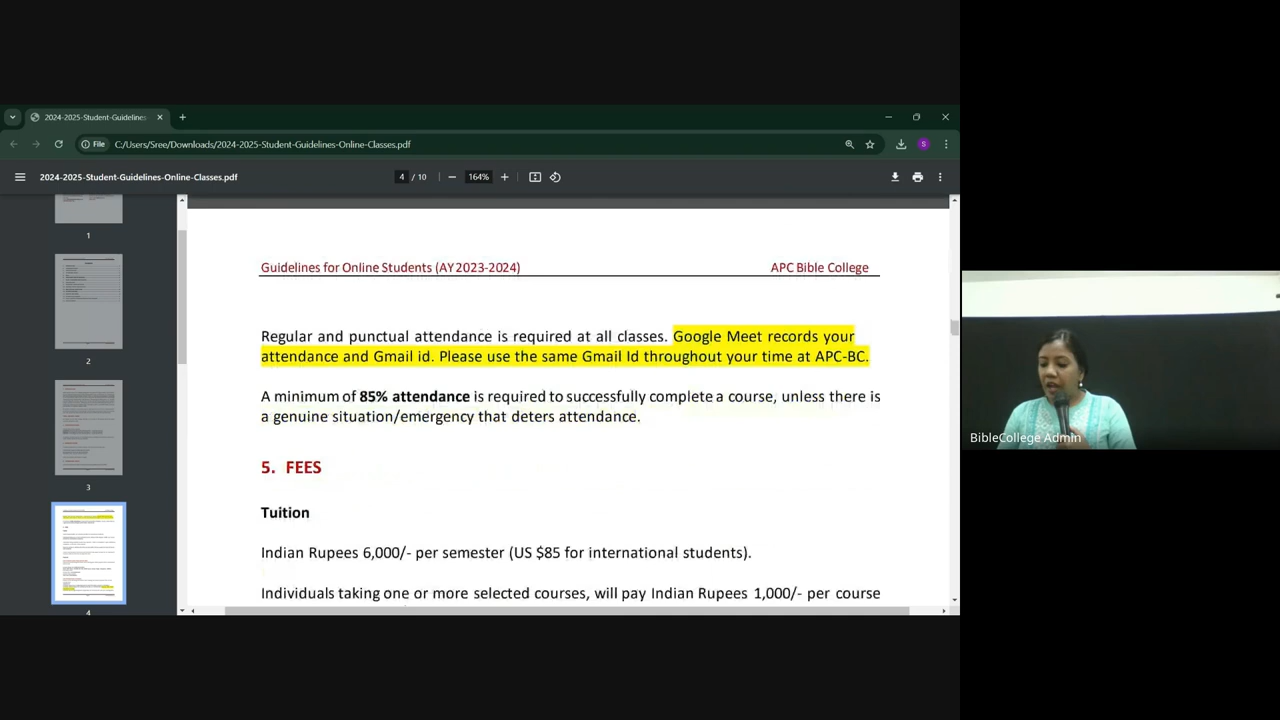 2024-2025-Student-Guidelines-
File
C:/Users/Sree/Downloads/2024-2025-Student-Guidelines-Online-Classes.pdf
S
2024-2025-Student-Guidelines-Online-Classes.pdf
4 / 10
164%
1
2
3
4
Guidelines for Online Students (AY 2023-2024) APC Bible College
Regular and punctual attendance is required at all classes. Google Meet records your
attendance and Gmail id. Please use the same Gmail Id throughout your time at APC-BC.
A minimum of 85% attendance is required to successfully complete a course, unless there is
a genuine situation/emergency that deters attendance.
5. FEES
Tuition
Indian Rupees 6,000/- per semester (US $85 for international students).
Individuals taking one or more selected courses, will pay Indian Rupees 1,000/- per course
BibleCollege Admin